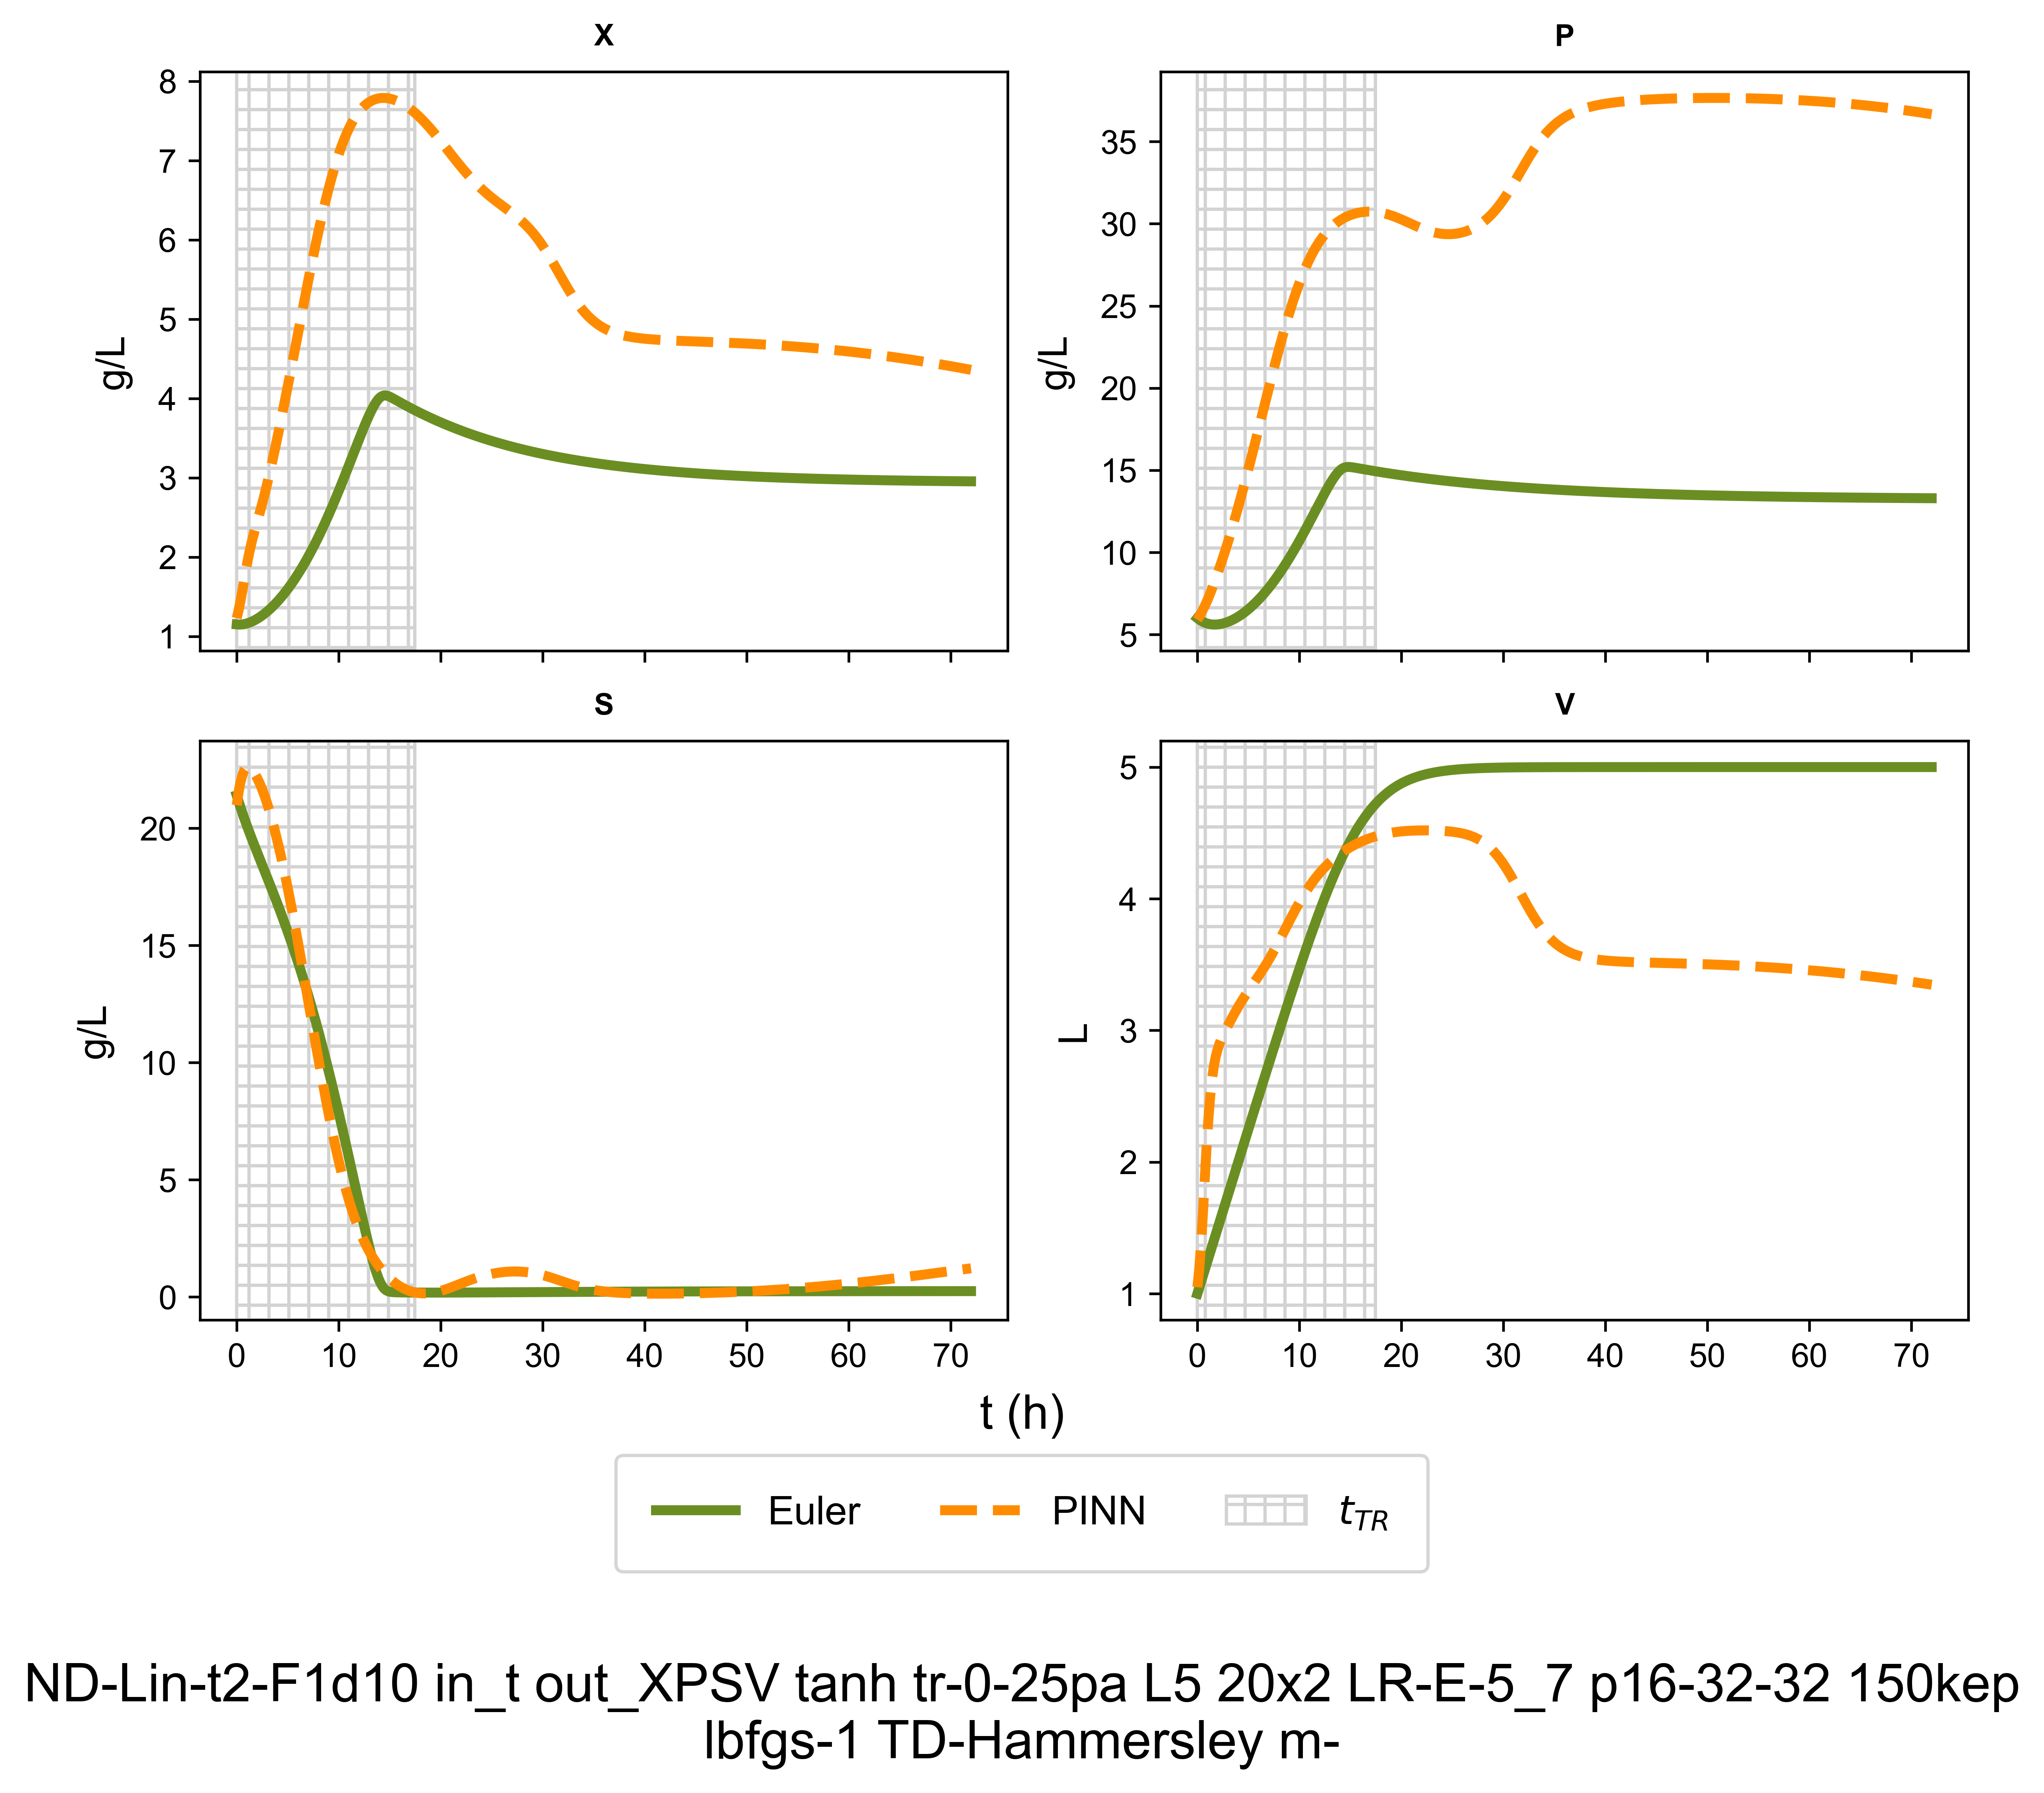 X
P
8
7
6
5
4
3
2
1
g/L
35
30
25
20
15
10
5
g/L
S
V
20
15
10
5
0
g/L
5
4
3
2
1
L
0 10 20 30 40 50 60 70
0 10 20 30 40 50 60 70
t (h)
Euler PINN t_{TR}
ND-Lin-t2-F1d10 in_t out_XPSV tanh tr-0-25pa L5 20x2 LR-E-5_7 p16-32-32 150kep
lbfgs-1 TD-Hammersley m-